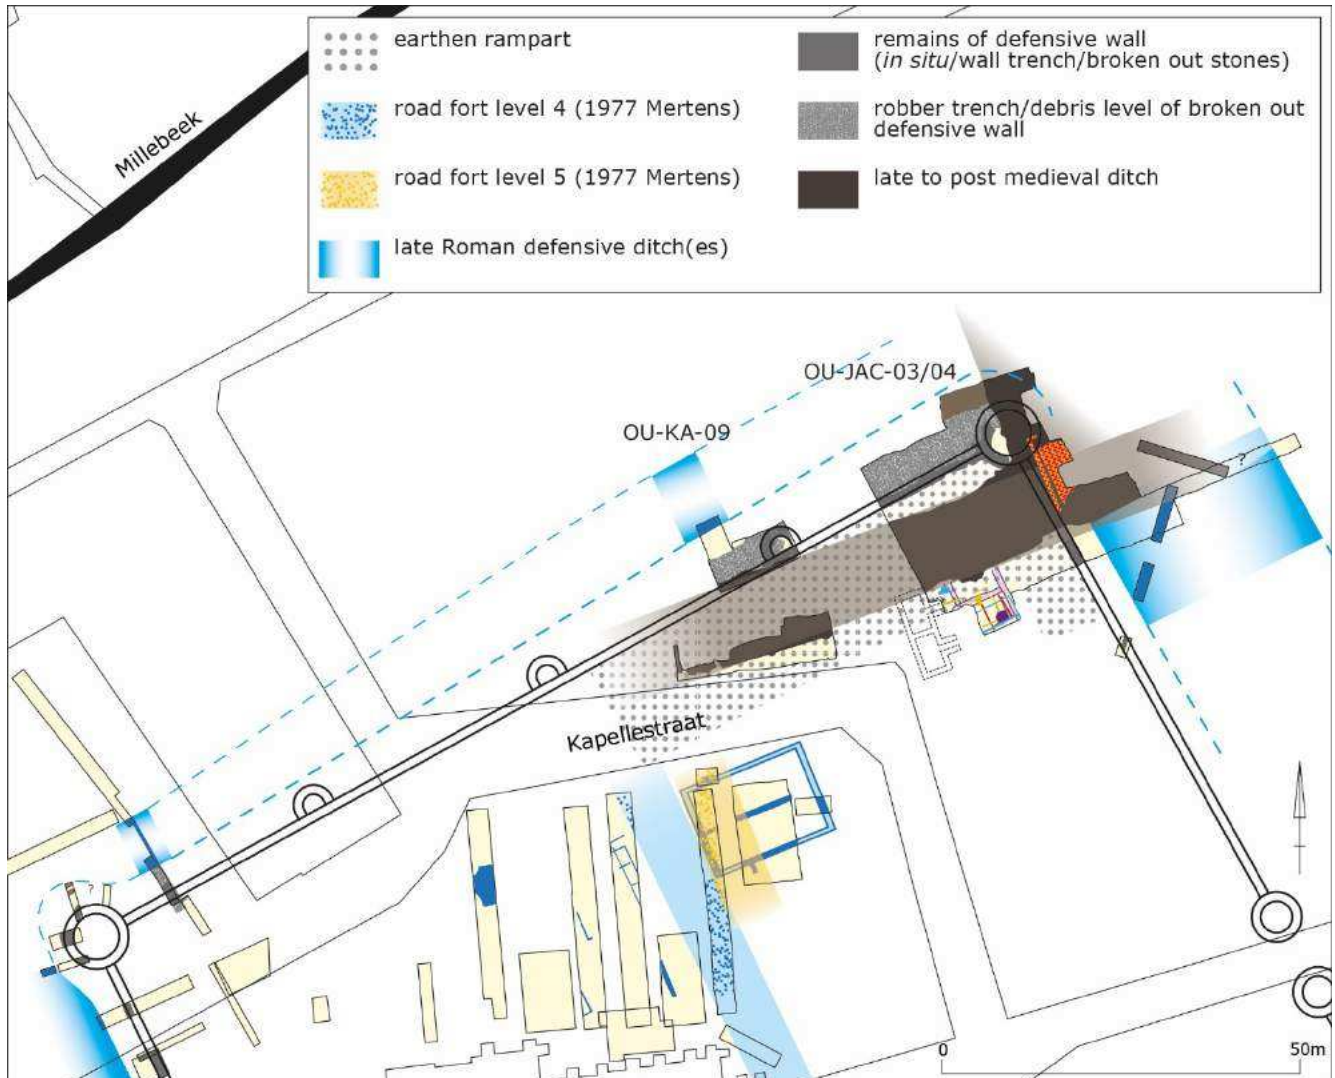 earthen rampart
road fort level 4 (1977 Mertens)
road fort level 5 (1977 Mertens)
late Roman defensive ditch(es)
remains of defensive wall
(in situ/wall trench/broken out stones)
robber trench/debris level of broken out
defensive wall
late to post medieval ditch
Millebeek
OU-JAC-03/04
OU-KA-09
?
Kapellestraat
?
0
50m